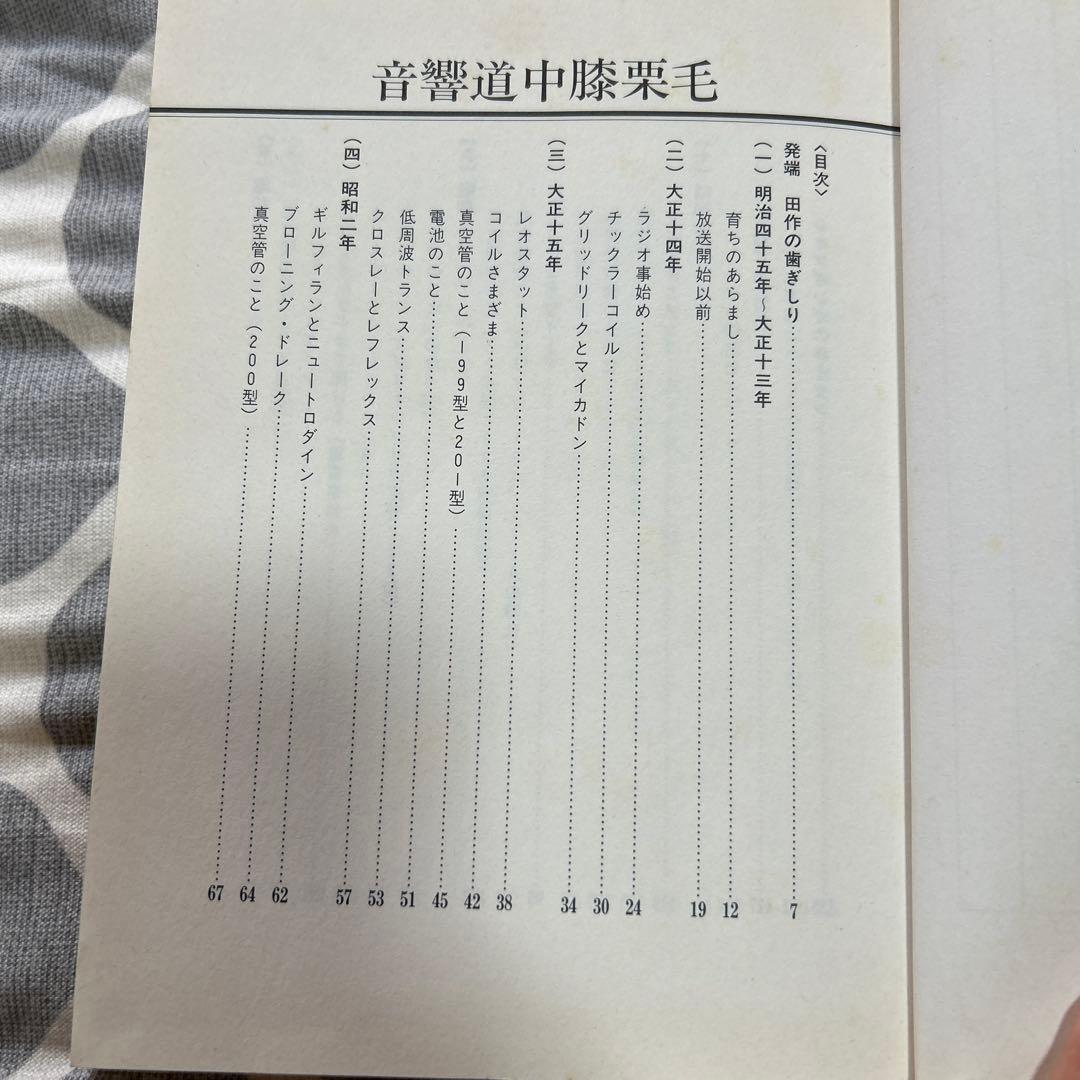 音響道中膝栗毛
〈目次〉
発端　田作の歯ぎしり……7
（一）明治四十五年～大正十三年
育ちのあらまし……12
放送開始以前……19
（二）大正十四年
ラジオ事始め……24
チックラーコイル……30
グリッドリークとマイカドン……34
（三）大正十五年
レオスタット……38
コイルさまざま……42
真空管のこと（199型と201型）……45
電池のこと……51
低周波トランス……53
クロスレーとレフレックス……57
（四）昭和二年
ギルフィランとニュートロダイン……62
ブローニング・ドレーク……64
真空管のこと（200型）……67